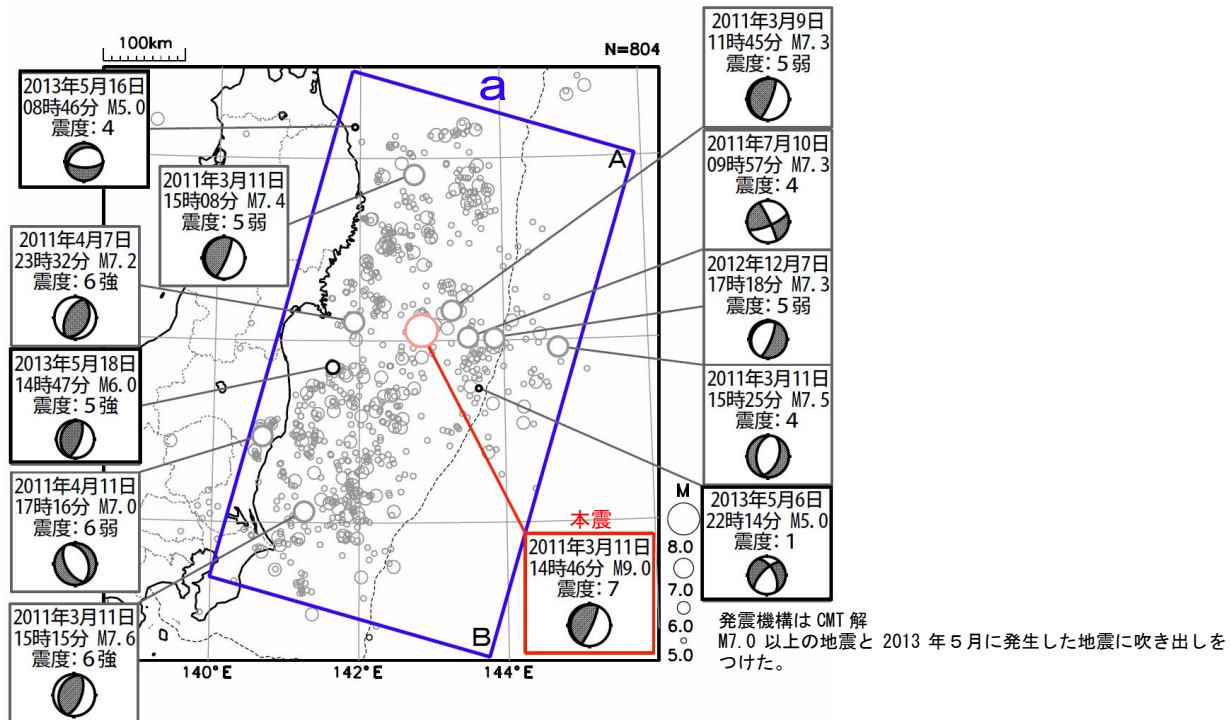 100km
N=804
a
A
B
2013年5月16日
08時46分 M5.0
震度：4
2011年3月11日
15時08分 M7.4
震度：5弱
2011年4月7日
23時32分 M7.2
震度：6強
2013年5月18日
14時47分 M6.0
震度：5強
2011年4月11日
17時16分 M7.0
震度：6弱
2011年3月11日
15時15分 M7.6
震度：6強
2011年3月9日
11時45分 M7.3
震度：5弱
2011年7月10日
09時57分 M7.3
震度：4
2012年12月7日
17時18分 M7.3
震度：5弱
2011年3月11日
15時25分 M7.5
震度：4
2013年5月6日
22時14分 M5.0
震度：1
本震
2011年3月11日
14時46分 M9.0
震度：7
M
8.0
7.0
6.0
5.0
140°E
142°E
144°E
発震機構は CMT 解
M7.0 以上の地震と 2013 年５月に発生した地震に吹き出しを
つけた。